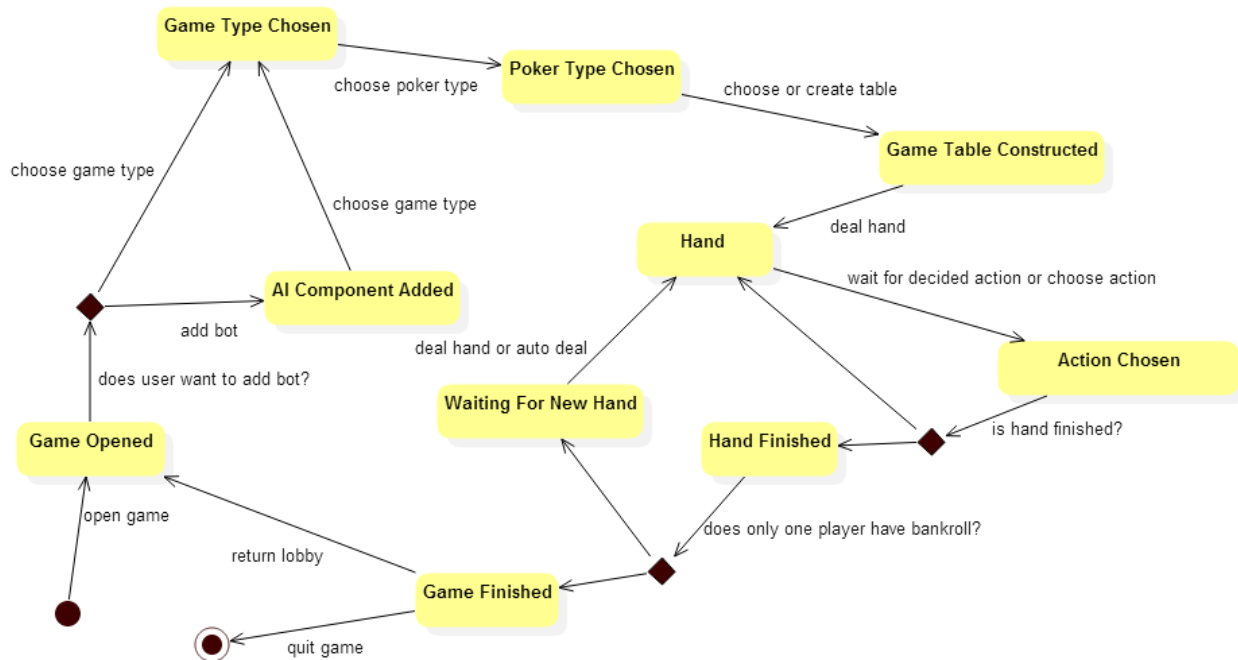 Game Type Chosen
choose poker type
Poker Type Chosen
choose or create table
Game Table Constructed
choose game type
choose game type
deal hand
Hand
wait for decided action or choose action
AI Component Added
add bot
deal hand or auto deal
Action Chosen
does user want to add bot?
Waiting For New Hand
is hand finished?
Game Opened
Hand Finished
open game
does only one player have bankroll?
return lobby
Game Finished
quit game